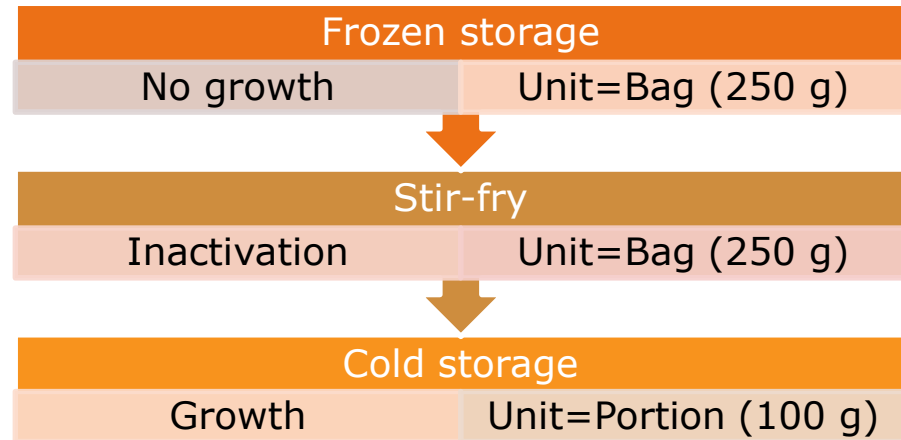 Frozen storage
No growth Unit=Bag (250 g)
Stir-fry
Inactivation Unit=Bag (250 g)
Cold storage
Growth Unit=Portion (100 g)